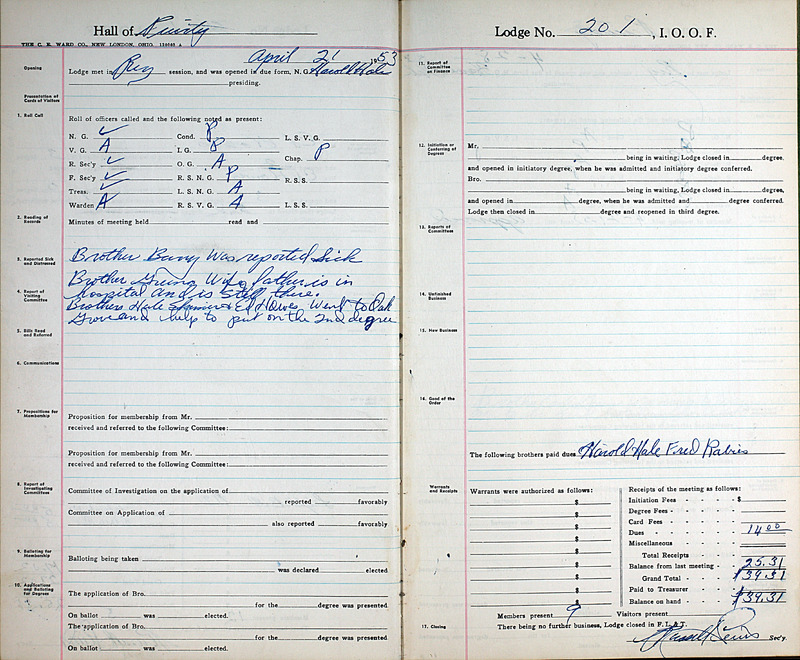 Hall of
THE C. E. WARD CO., NEW LONDON, OHIO. 138040 A
April 21 1953
Opening
Lodge met in Reg session, and was opened in due form, N. G. Harold Hale
presiding.
Presentation of Cards of Visitors
1. Roll Call
Roll of officers called and the following noted as present:
N. G. ✓ Cond. P L. S. V. G.
V. G. A I. G. P
R. Sec'y ✓ O. G. A Chap. P
F. Sec'y ✓ R. S. N. G. P R. S. S.
Treas. ✓ L. S. N. G. A
Warden A R. S. V. G. A L. S. S.
2. Reading of Records
Minutes of meeting held read and
3. Reported Sick and Distressed
Brother Barry was reported Sick
Brother Wife father is in
4. Report of Visiting Committee
Hospital and is still there.
Brothers Hale & Ed Hawes Went to Oak
Grove and help to put on the 2nd degree
5. Bills Read and Referred
6. Communications
7. Propositions for Membership
Proposition for membership from Mr.
received and referred to the following Committee:
Proposition for membership from Mr.
received and referred to the following Committee:
8. Report of Investigating Committees
Committee of Investigation on the application of
reported favorably
Committee on Application of
also reported favorably
9. Balloting for Membership
Balloting being taken
was declared elected
10. Applications and Balloting for Degrees
The application of Bro.
for the degree was presented
On ballot was elected.
The application of Bro.
for the degree was presented
On ballot was elected.
Lodge No. 201, I. O. O. F.
11. Report of Committee on Finance
12. Initiation or Conferring of Degrees
Mr.
being in waiting, Lodge closed in degree,
and opened in initiatory degree, when he was admitted and initiatory degree conferred.
Bro.
being in waiting, Lodge closed in degree,
and opened in degree, when he was admitted and degree conferred.
Lodge then closed in degree and reopened in third degree.
13. Reports of Committees
14. Unfinished Business
15. New Business
16. Good of the Order
The following brothers paid dues Harold Hale Fred Rabies
Warrants and Receipts
Warrants were authorized as follows:
$
$
$
$
$
$
$
$
$
Receipts of the meeting as follows:
Initiation Fees - - - $
Degree Fees - - -
Card Fees - - -
Dues - - - 14 00
Miscellaneous - - -
Total Receipts
Balance from last meeting - 25.31
Grand Total - - $39.31
Paid to Treasurer
Balance on hand - - $39.31
Members present 9 Visitors present
17. Closing
There being no further business, Lodge closed in F. L. & T.
Sec'y.